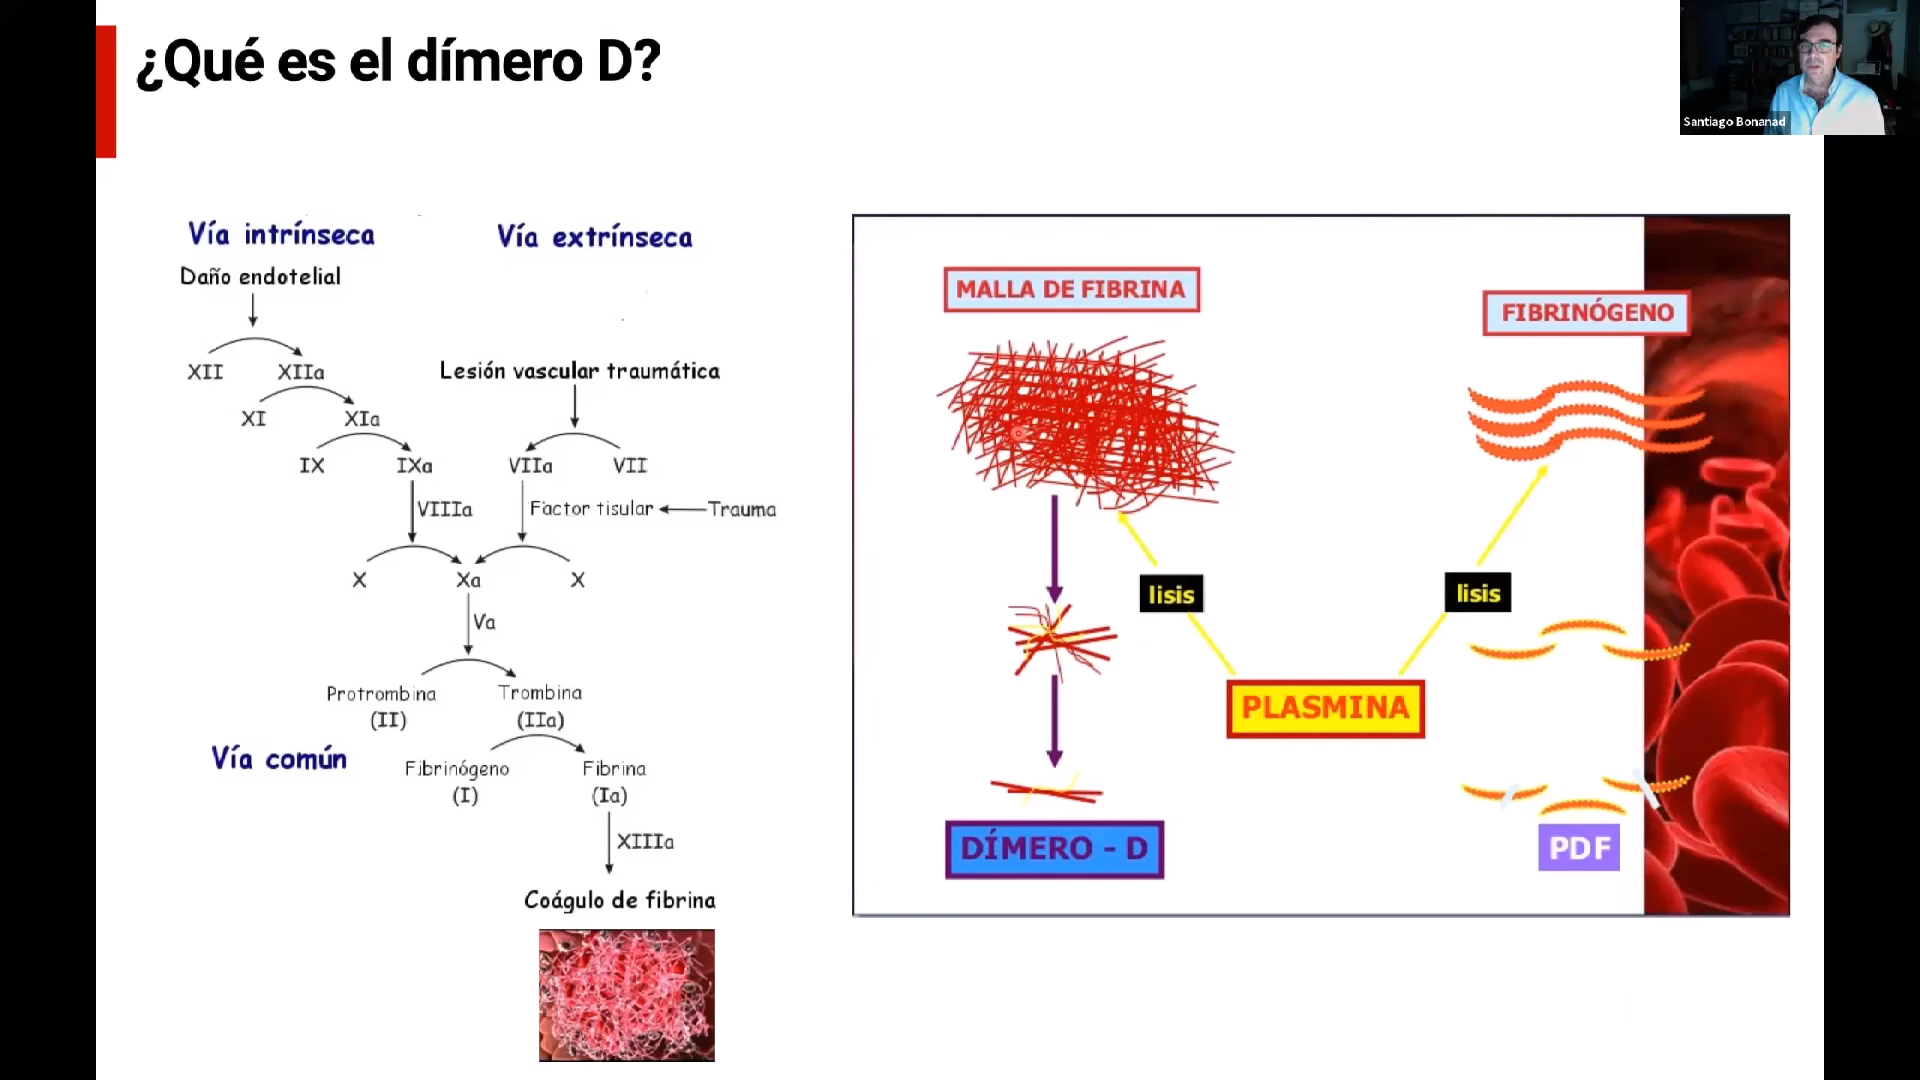 ¿Qué es el dímero D?
Santiago Bonanad
Vía intrínseca
Vía extrínseca
Daño endotelial
XII XIIa
Lesión vascular traumática
XI XIa
IX IXa VIIa VII
VIIIa Factor tisular Trauma
X Xa X
Va
Protrombina Trombina
(II) (IIa)
Vía común
Fibrinógeno Fibrina
(I) (Ia)
XIIIa
Coágulo de fibrina
MALLA DE FIBRINA
FIBRINÓGENO
lisis lisis
PLASMINA
DÍMERO - D
PDF